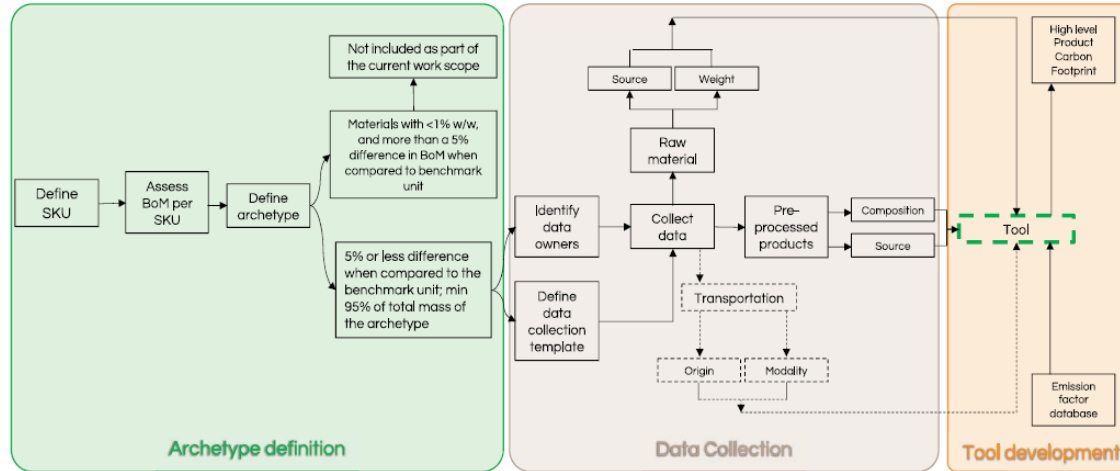 Not included as part of
the current work scope
Materials with <1% w/w,
and more than a 5%
difference in BoM when
compared to benchmark
unit
Define
SKU
Assess
BoM per
SKU
Define
archetype
5% or less difference
when compared to the
benchmark unit; min
95% of total mass of
the archetype
Archetype definition
Source
Weight
Raw
material
Identify
data
owners
Collect
data
Pre-
processed
products
Composition
Source
Define
data
collection
template
Transportation
Origin
Modality
Data Collection
High level
Product
Carbon
Footprint
Tool
Emission
factor
database
Tool development